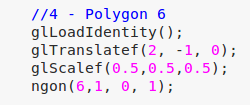 //4 - Polygon 6
glLoadIdentity();
glTranslatef(2, -1, 0);
glScalef(0.5,0.5,0.5);
ngon(6,1, 0, 1);